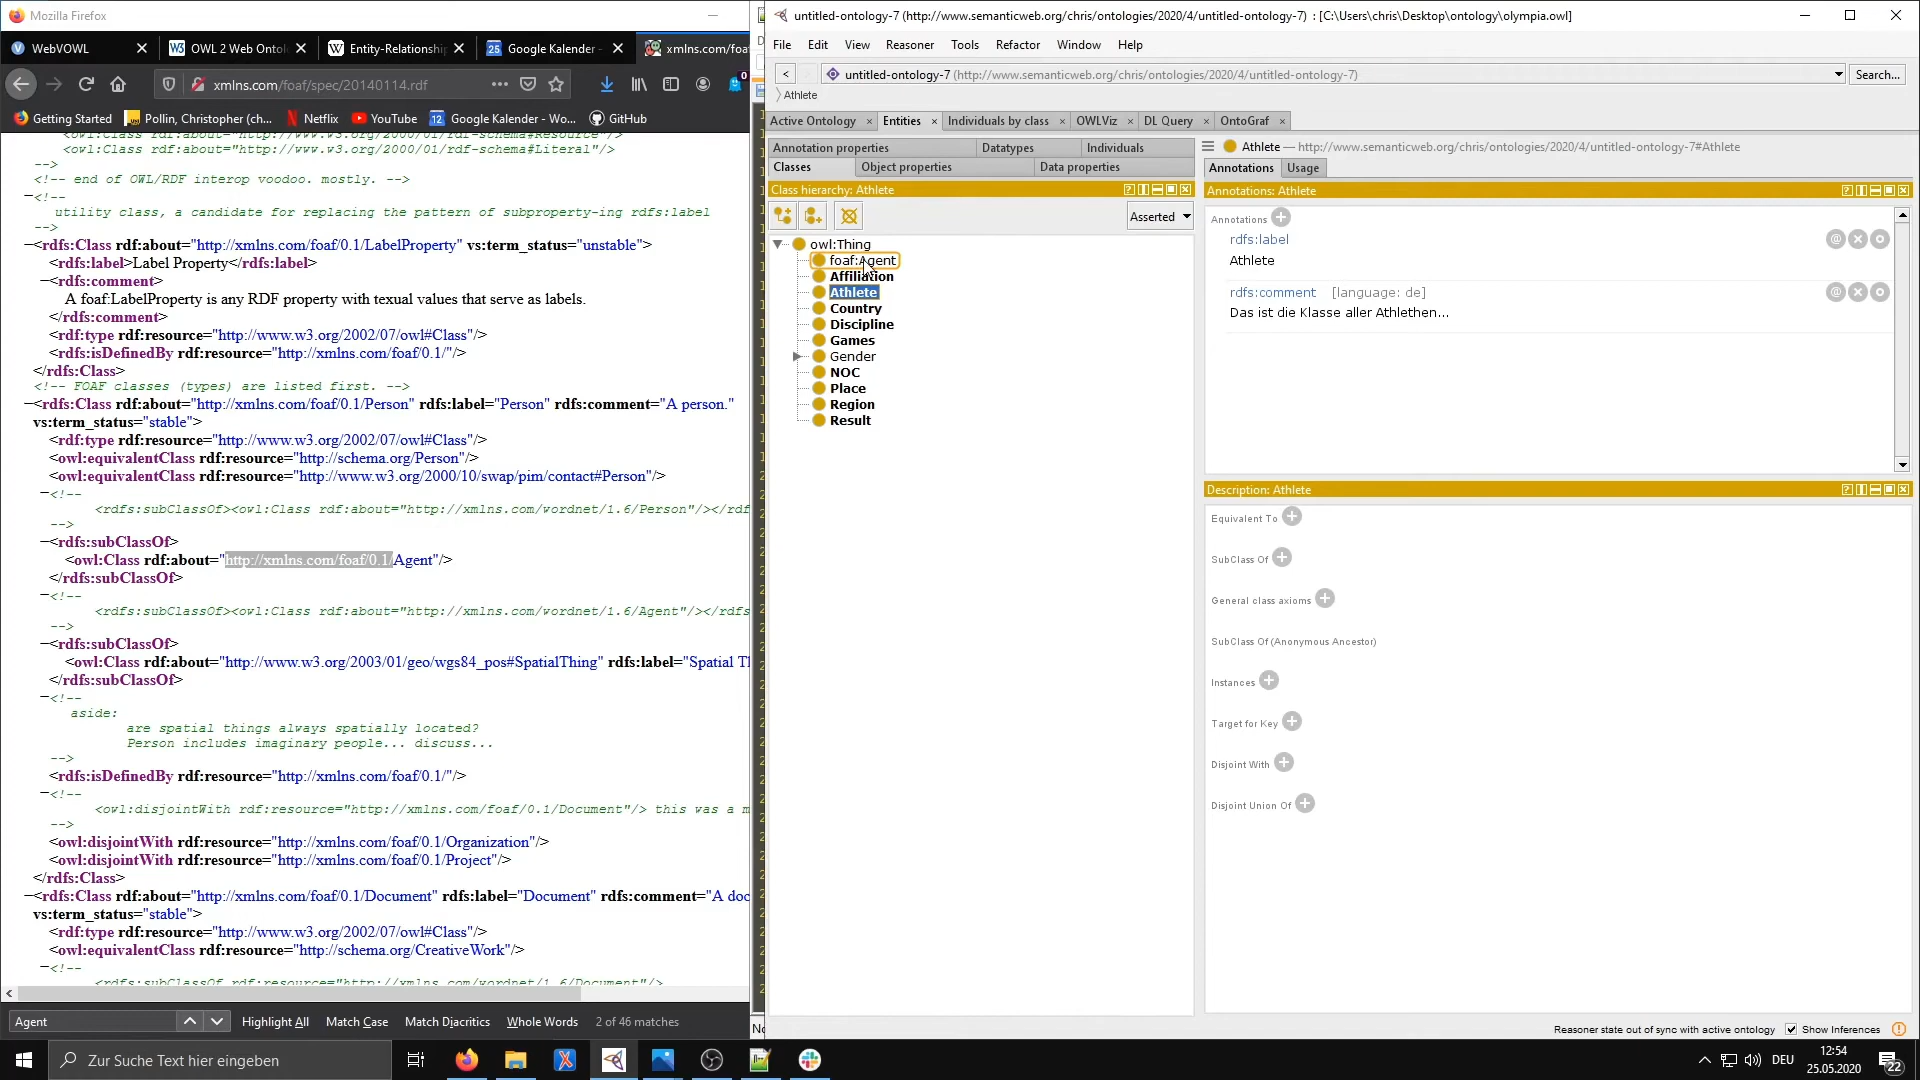 Mozilla Firefox
WebVOWL
OWL 2 Web Ontol
Entity-Relationship
Google Kalender -
xmlns.com/foa
xmlns.com/foaf/spec/20140114.rdf
Getting Started
Pollin, Christopher (ch...
Netflix
YouTube
Google Kalender - Wo...
GitHub
<owl:Class rdf:about="http://www.w3.org/2000/01/rdf-schema#Resource"/>
<owl:Class rdf:about="http://www.w3.org/2000/01/rdf-schema#Literal"/>
-->
<!-- end of OWL/RDF interop voodoo. mostly. -->
−<!--
utility class, a candidate for replacing the pattern of subproperty-ing rdfs:label
-->
−<rdfs:Class rdf:about="http://xmlns.com/foaf/0.1/LabelProperty" vs:term_status="unstable">
<rdfs:label>Label Property</rdfs:label>
−<rdfs:comment>
A foaf:LabelProperty is any RDF property with texual values that serve as labels.
</rdfs:comment>
<rdf:type rdf:resource="http://www.w3.org/2002/07/owl#Class"/>
<rdfs:isDefinedBy rdf:resource="http://xmlns.com/foaf/0.1/"/>
</rdfs:Class>
<!-- FOAF classes (types) are listed first. -->
−<rdfs:Class rdf:about="http://xmlns.com/foaf/0.1/Person" rdfs:label="Person" rdfs:comment="A person."
vs:term_status="stable">
<rdf:type rdf:resource="http://www.w3.org/2002/07/owl#Class"/>
<owl:equivalentClass rdf:resource="http://schema.org/Person"/>
<owl:equivalentClass rdf:resource="http://www.w3.org/2000/10/swap/pim/contact#Person"/>
−<!--
<rdfs:subClassOf><owl:Class rdf:about="http://xmlns.com/wordnet/1.6/Person"/></rdf
-->
−<rdfs:subClassOf>
<owl:Class rdf:about="http://xmlns.com/foaf/0.1/Agent"/>
</rdfs:subClassOf>
−<!--
<rdfs:subClassOf><owl:Class rdf:about="http://xmlns.com/wordnet/1.6/Agent"/></rdfs
-->
−<rdfs:subClassOf>
<owl:Class rdf:about="http://www.w3.org/2003/01/geo/wgs84_pos#SpatialThing" rdfs:label="Spatial T
</rdfs:subClassOf>
−<!--
aside:
are spatial things always spatially located?
Person includes imaginary people... discuss...
-->
<rdfs:isDefinedBy rdf:resource="http://xmlns.com/foaf/0.1/"/>
−<!--
<owl:disjointWith rdf:resource="http://xmlns.com/foaf/0.1/Document"/> this was a m
-->
<owl:disjointWith rdf:resource="http://xmlns.com/foaf/0.1/Organization"/>
<owl:disjointWith rdf:resource="http://xmlns.com/foaf/0.1/Project"/>
</rdfs:Class>
−<rdfs:Class rdf:about="http://xmlns.com/foaf/0.1/Document" rdfs:label="Document" rdfs:comment="A doc
vs:term_status="stable">
<rdf:type rdf:resource="http://www.w3.org/2002/07/owl#Class"/>
<owl:equivalentClass rdf:resource="http://schema.org/CreativeWork"/>
−<!--
<rdfs:subClassOf rdf:resource="http://xmlns.com/wordnet/1.6/Document"/>
Agent
Highlight All
Match Case
Match Diacritics
Whole Words
2 of 46 matches
untitled-ontology-7 (http://www.semanticweb.org/chris/ontologies/2020/4/untitled-ontology-7) : [C:\Users\chris\Desktop\ontology\olympia.owl]
File Edit View Reasoner Tools Refactor Window Help
< untitled-ontology-7 (http://www.semanticweb.org/chris/ontologies/2020/4/untitled-ontology-7)
Search...
Athlete
Active Ontology × Entities × Individuals by class × OWLViz × DL Query × OntoGraf ×
Annotation properties Datatypes Individuals
Classes Object properties Data properties
Class hierarchy: Athlete
Asserted
owl:Thing
foaf:Agent
Affiliation
Athlete
Country
Discipline
Games
Gender
NOC
Place
Region
Result
Athlete — http://www.semanticweb.org/chris/ontologies/2020/4/untitled-ontology-7#Athlete
Annotations Usage
Annotations: Athlete
Annotations
rdfs:label
Athlete
rdfs:comment [language: de]
Das ist die Klasse aller Athlethen...
Description: Athlete
Equivalent To
SubClass Of
General class axioms
SubClass Of (Anonymous Ancestor)
Instances
Target for Key
Disjoint With
Disjoint Union Of
Reasoner state out of sync with active ontology
Show Inferences
Zur Suche Text hier eingeben
DEU
12:54
25.05.2020
22